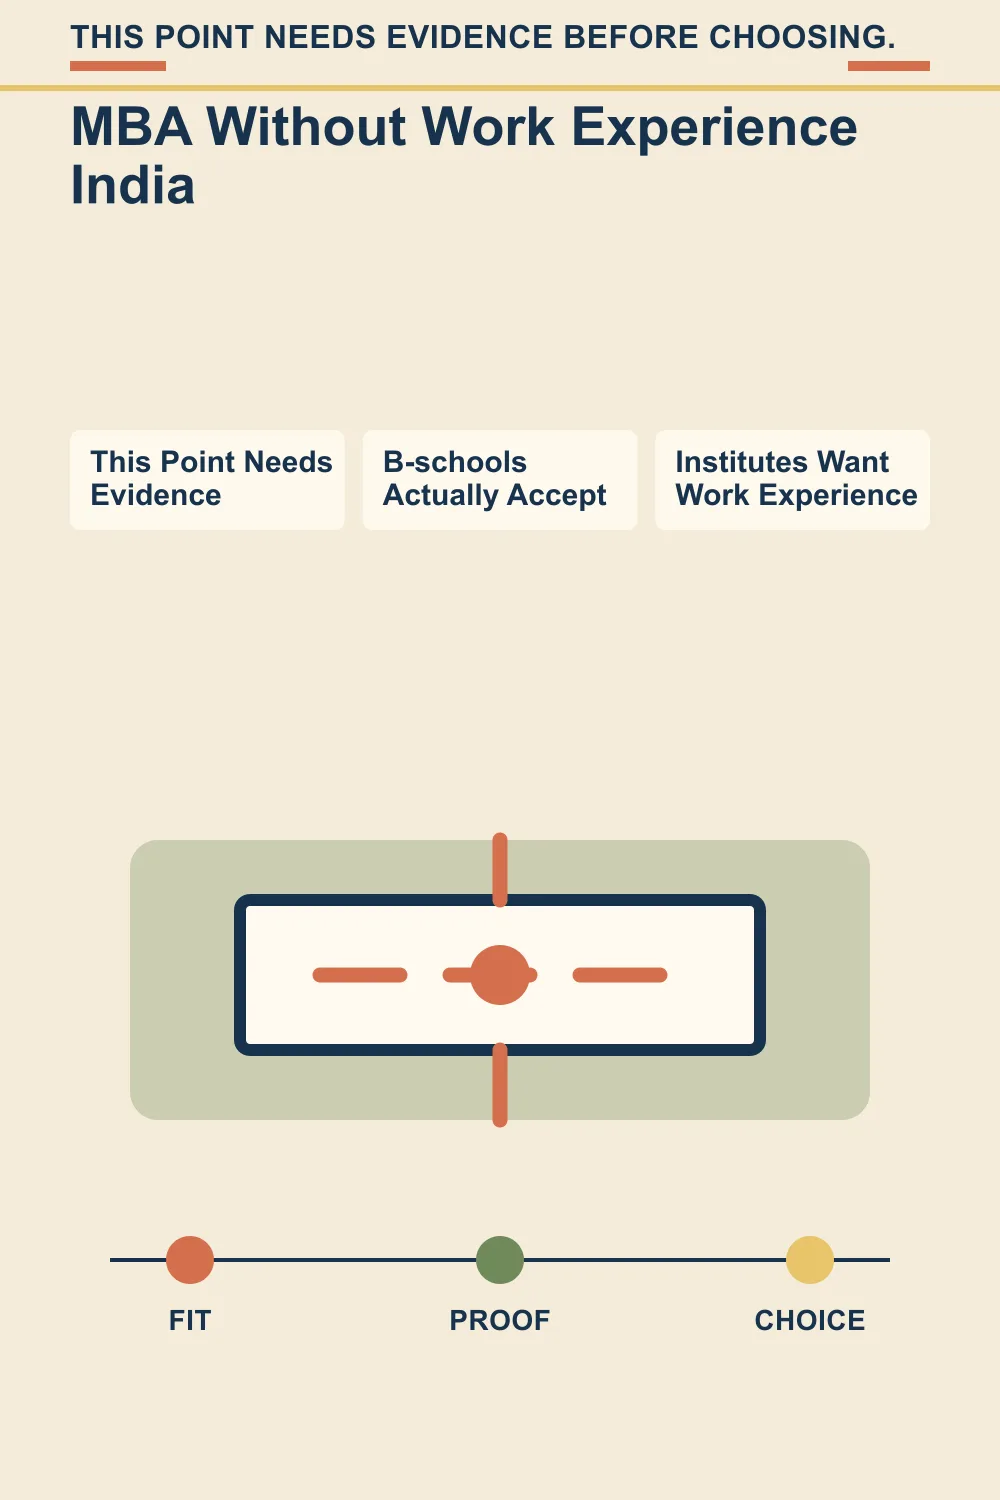 THIS POINT NEEDS EVIDENCE BEFORE CHOOSING.
MBA Without Work Experience
India
This Point Needs
Evidence
B-schools
Actually Accept
Institutes Want
Work Experience
FIT
PROOF
CHOICE